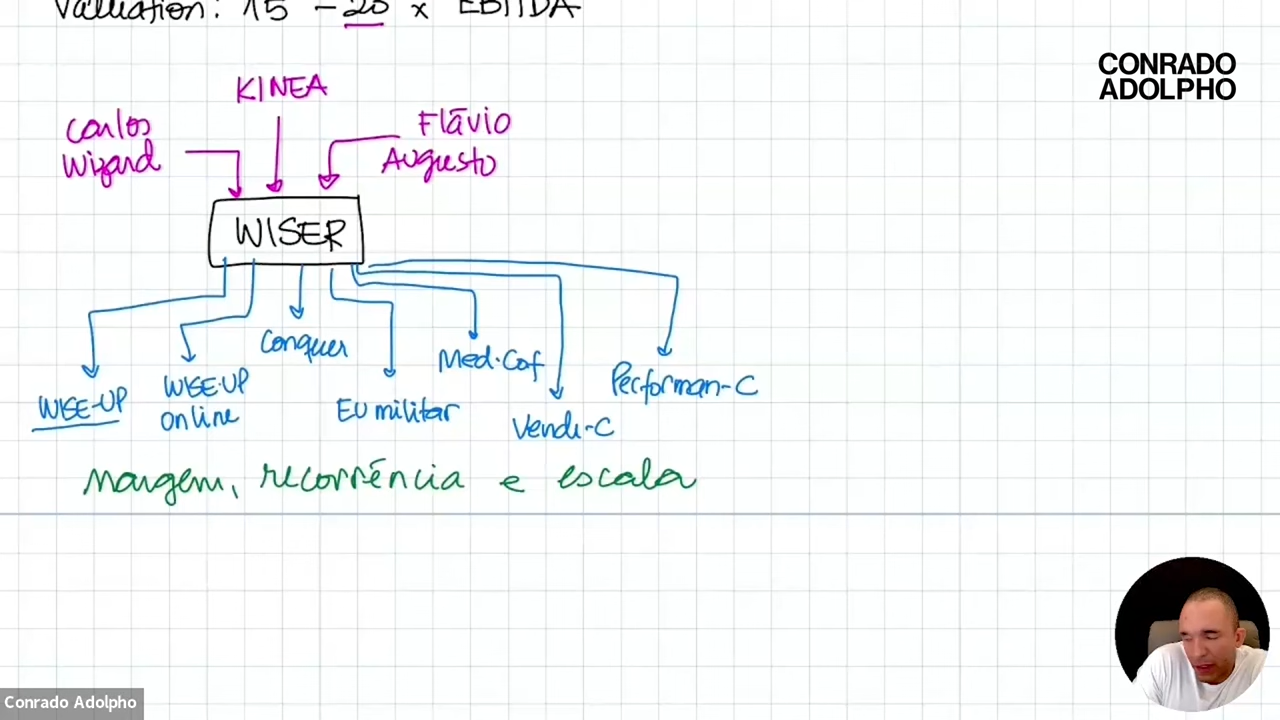 Valuation: 15 - 20 x EBITDA
CONRADO
ADOLPHO
KINEA
Carlos
Wizard
Flávio
Augusto
WISER
Conquer
Med.Cof
WISE-UP
WISE-UP
online
Eu militar
Vende-C
Performan-C
Margem, recorrência e escala
Conrado Adolpho